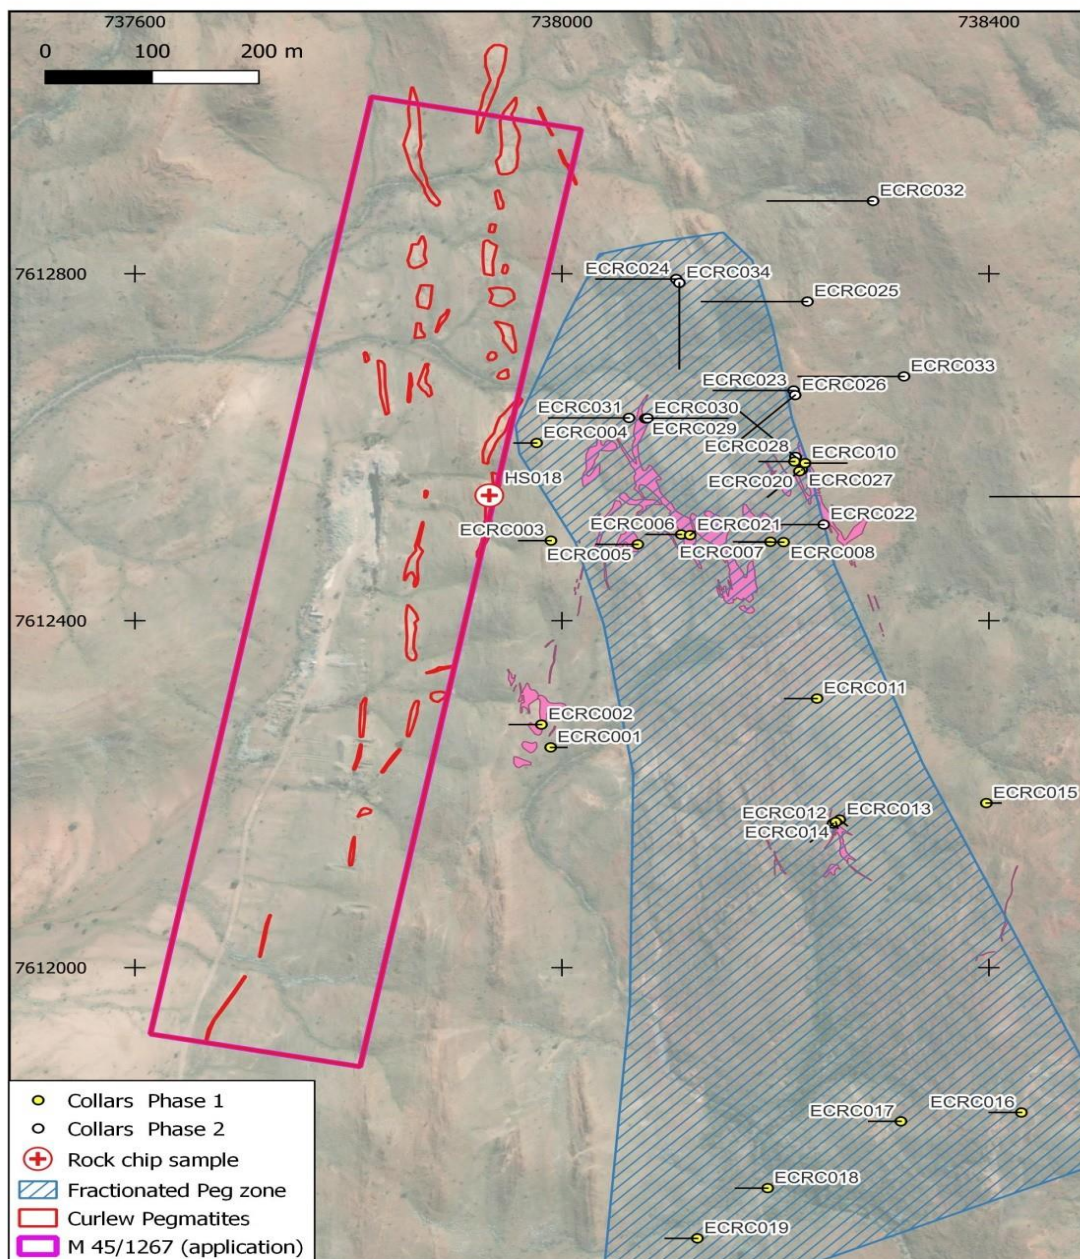 737600
738000
738400
0
100
200 m
ECRC032
7612800
ECRC024
ECRC034
ECRC025
ECRC033
ECRC023
ECRC026
ECRC031
ECRC030
ECRC029
ECRC004
ECRC028
ECRC010
HS018
ECRC020
ECRC027
ECRC003
ECRC006
ECRC021
ECRC022
ECRC005
ECRC007
ECRC008
7612400
ECRC011
ECRC002
ECRC001
ECRC015
ECRC012
ECRC013
ECRC014
7612000
ECRC017
ECRC016
ECRC018
ECRC019
Collars Phase 1
Collars Phase 2
Rock chip sample
Fractionated Peg zone
Curlew Pegmatites
M 45/1267 (application)